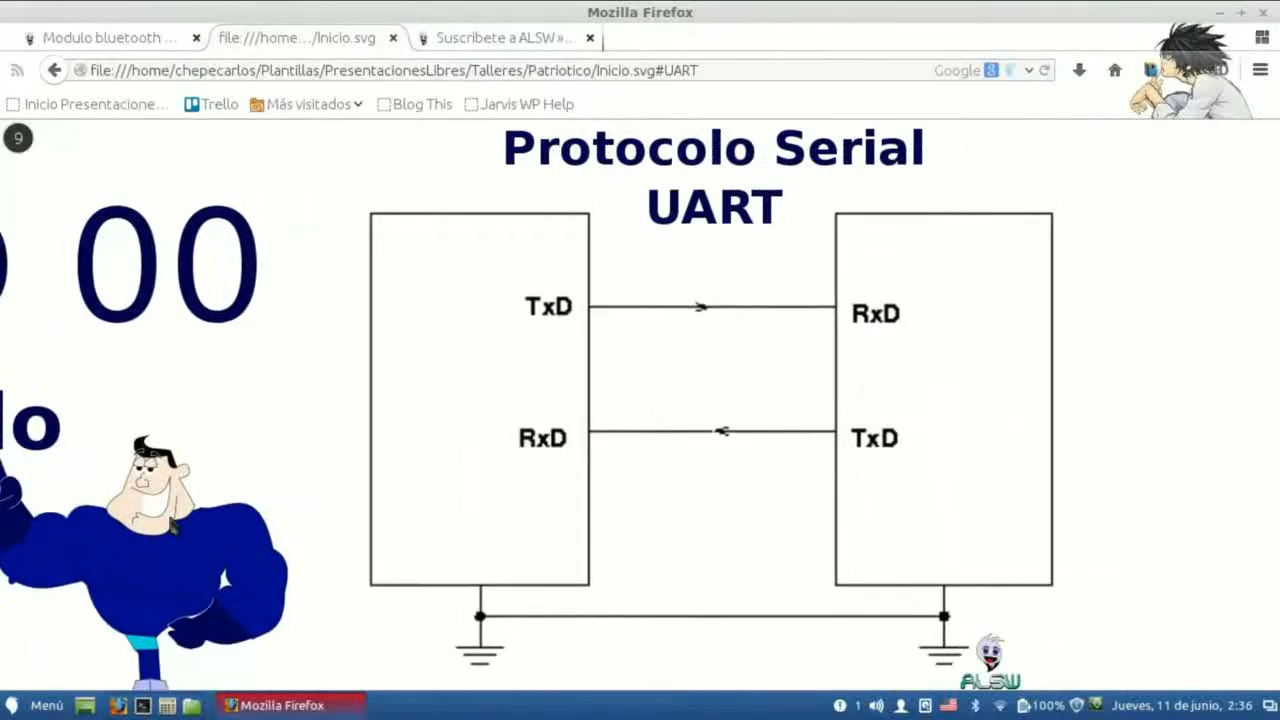 Mozilla Firefox
Modulo bluetooth ...
file:///home.../Inicio.svg
Suscribete a ALSW »...
file:///home/chepecarlos/Plantillas/PresentacionesLibres/Talleres/Patriotico/Inicio.svg#UART
Google
Inicio Presentacione...
Trello
Más visitados
Blog This
Jarvis WP Help
9
Protocolo Serial
UART
00
lo
TxD
RxD
RxD
TxD
ALSW
Menú
Mozilla Firefox
1
100%
Jueves, 11 de junio, 2:36